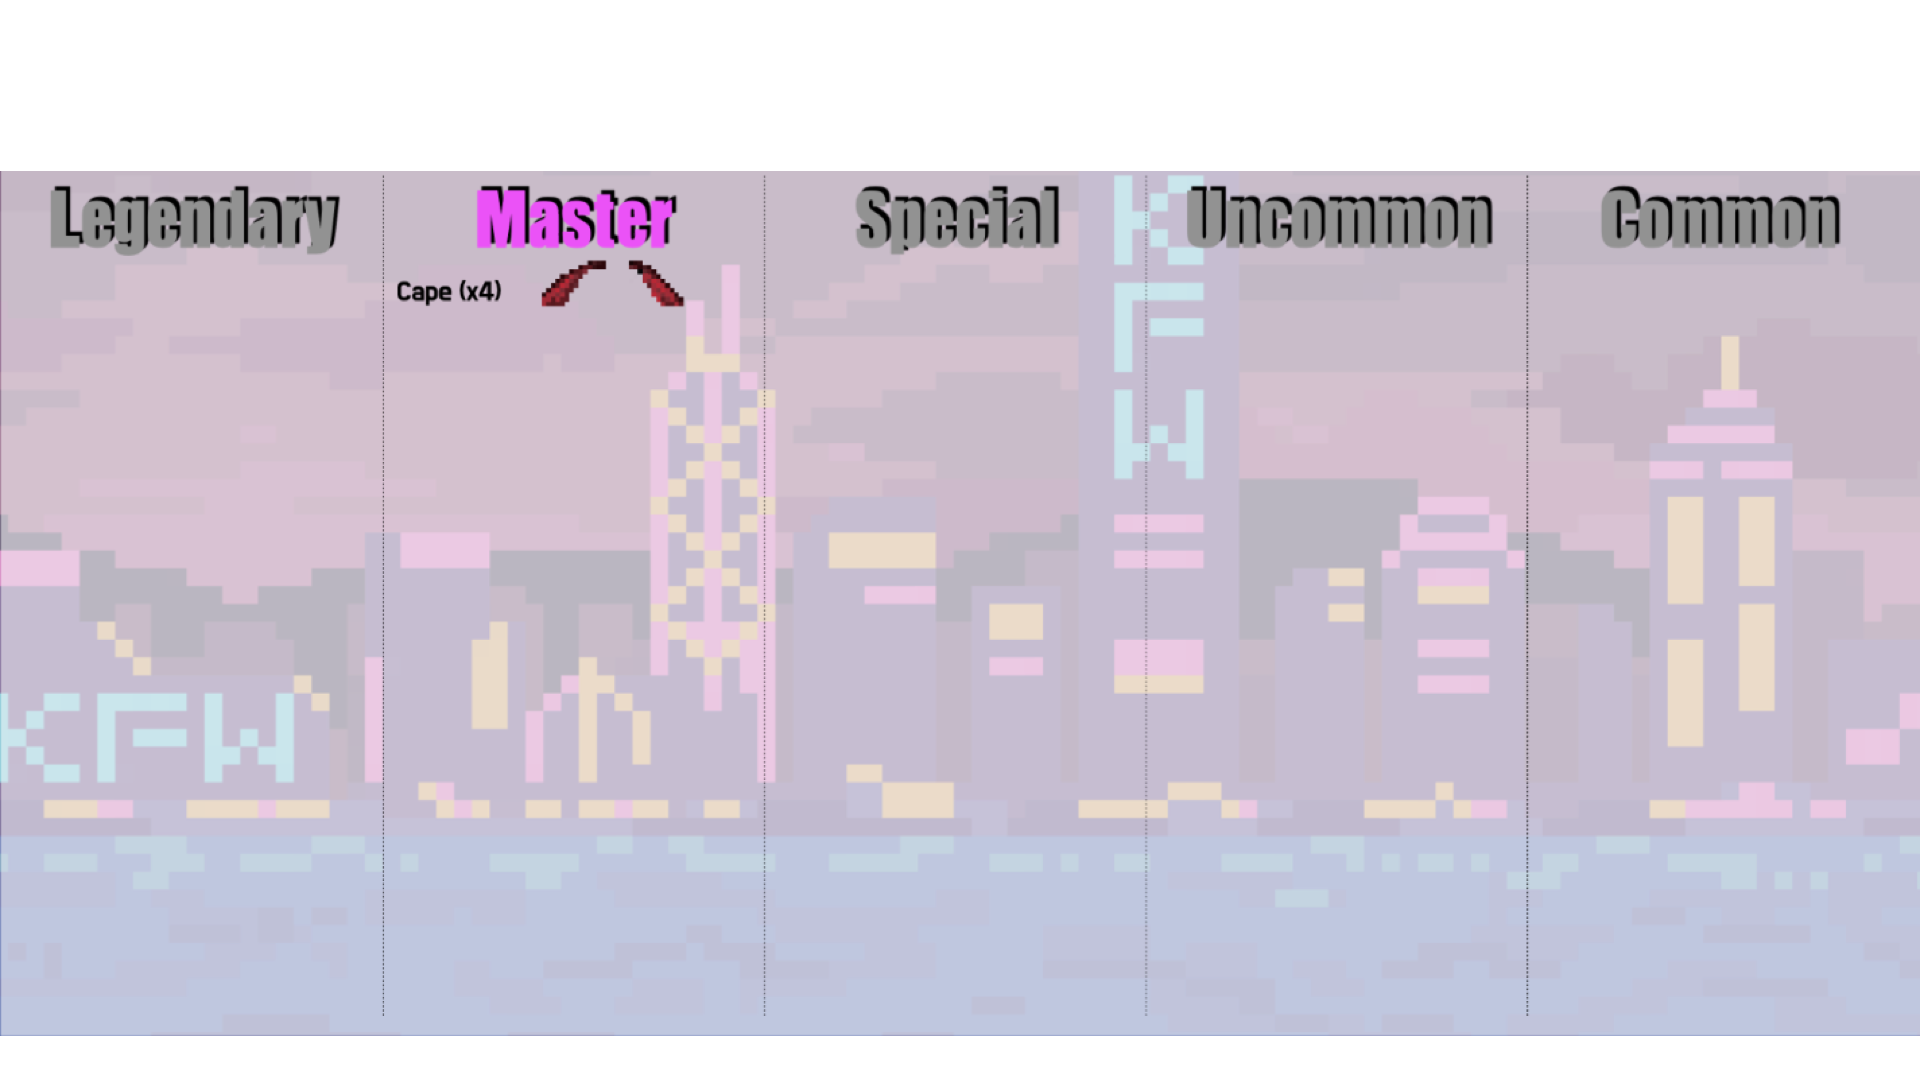 Legendary
Master
Special
Uncommon
Common
Cape (x4)
KFW
KFW